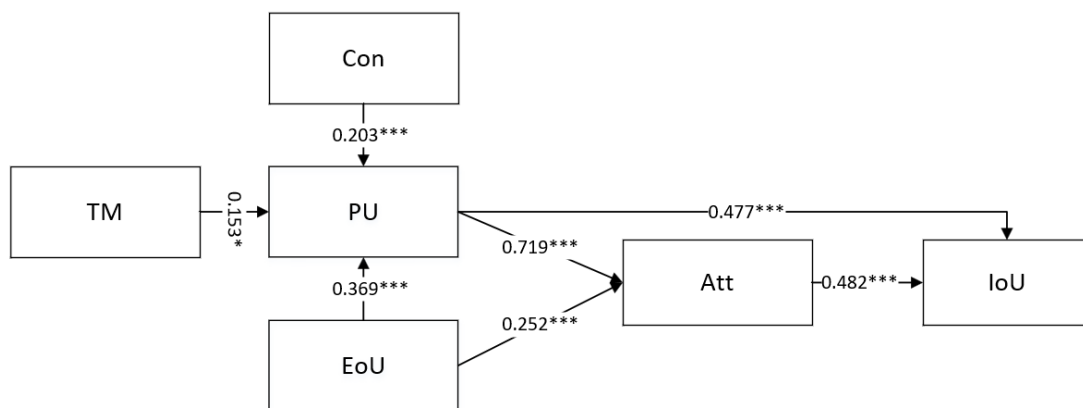 Con
0.203***
TM
0.153*
PU
0.477***
0.719***
0.369***
Att
0.482***
IoU
0.252***
EoU